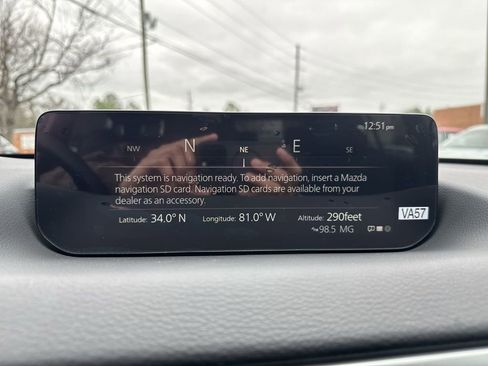 12:51pm
N E
NW NE SE
This system is navigation ready. To add navigation, insert a Mazda
navigation SD card. Navigation SD cards are available from your
dealer as an accessory.
Latitude: 34.0° N Longitude: 81.0° W Altitude: 290feet
VA57
98.5 MG